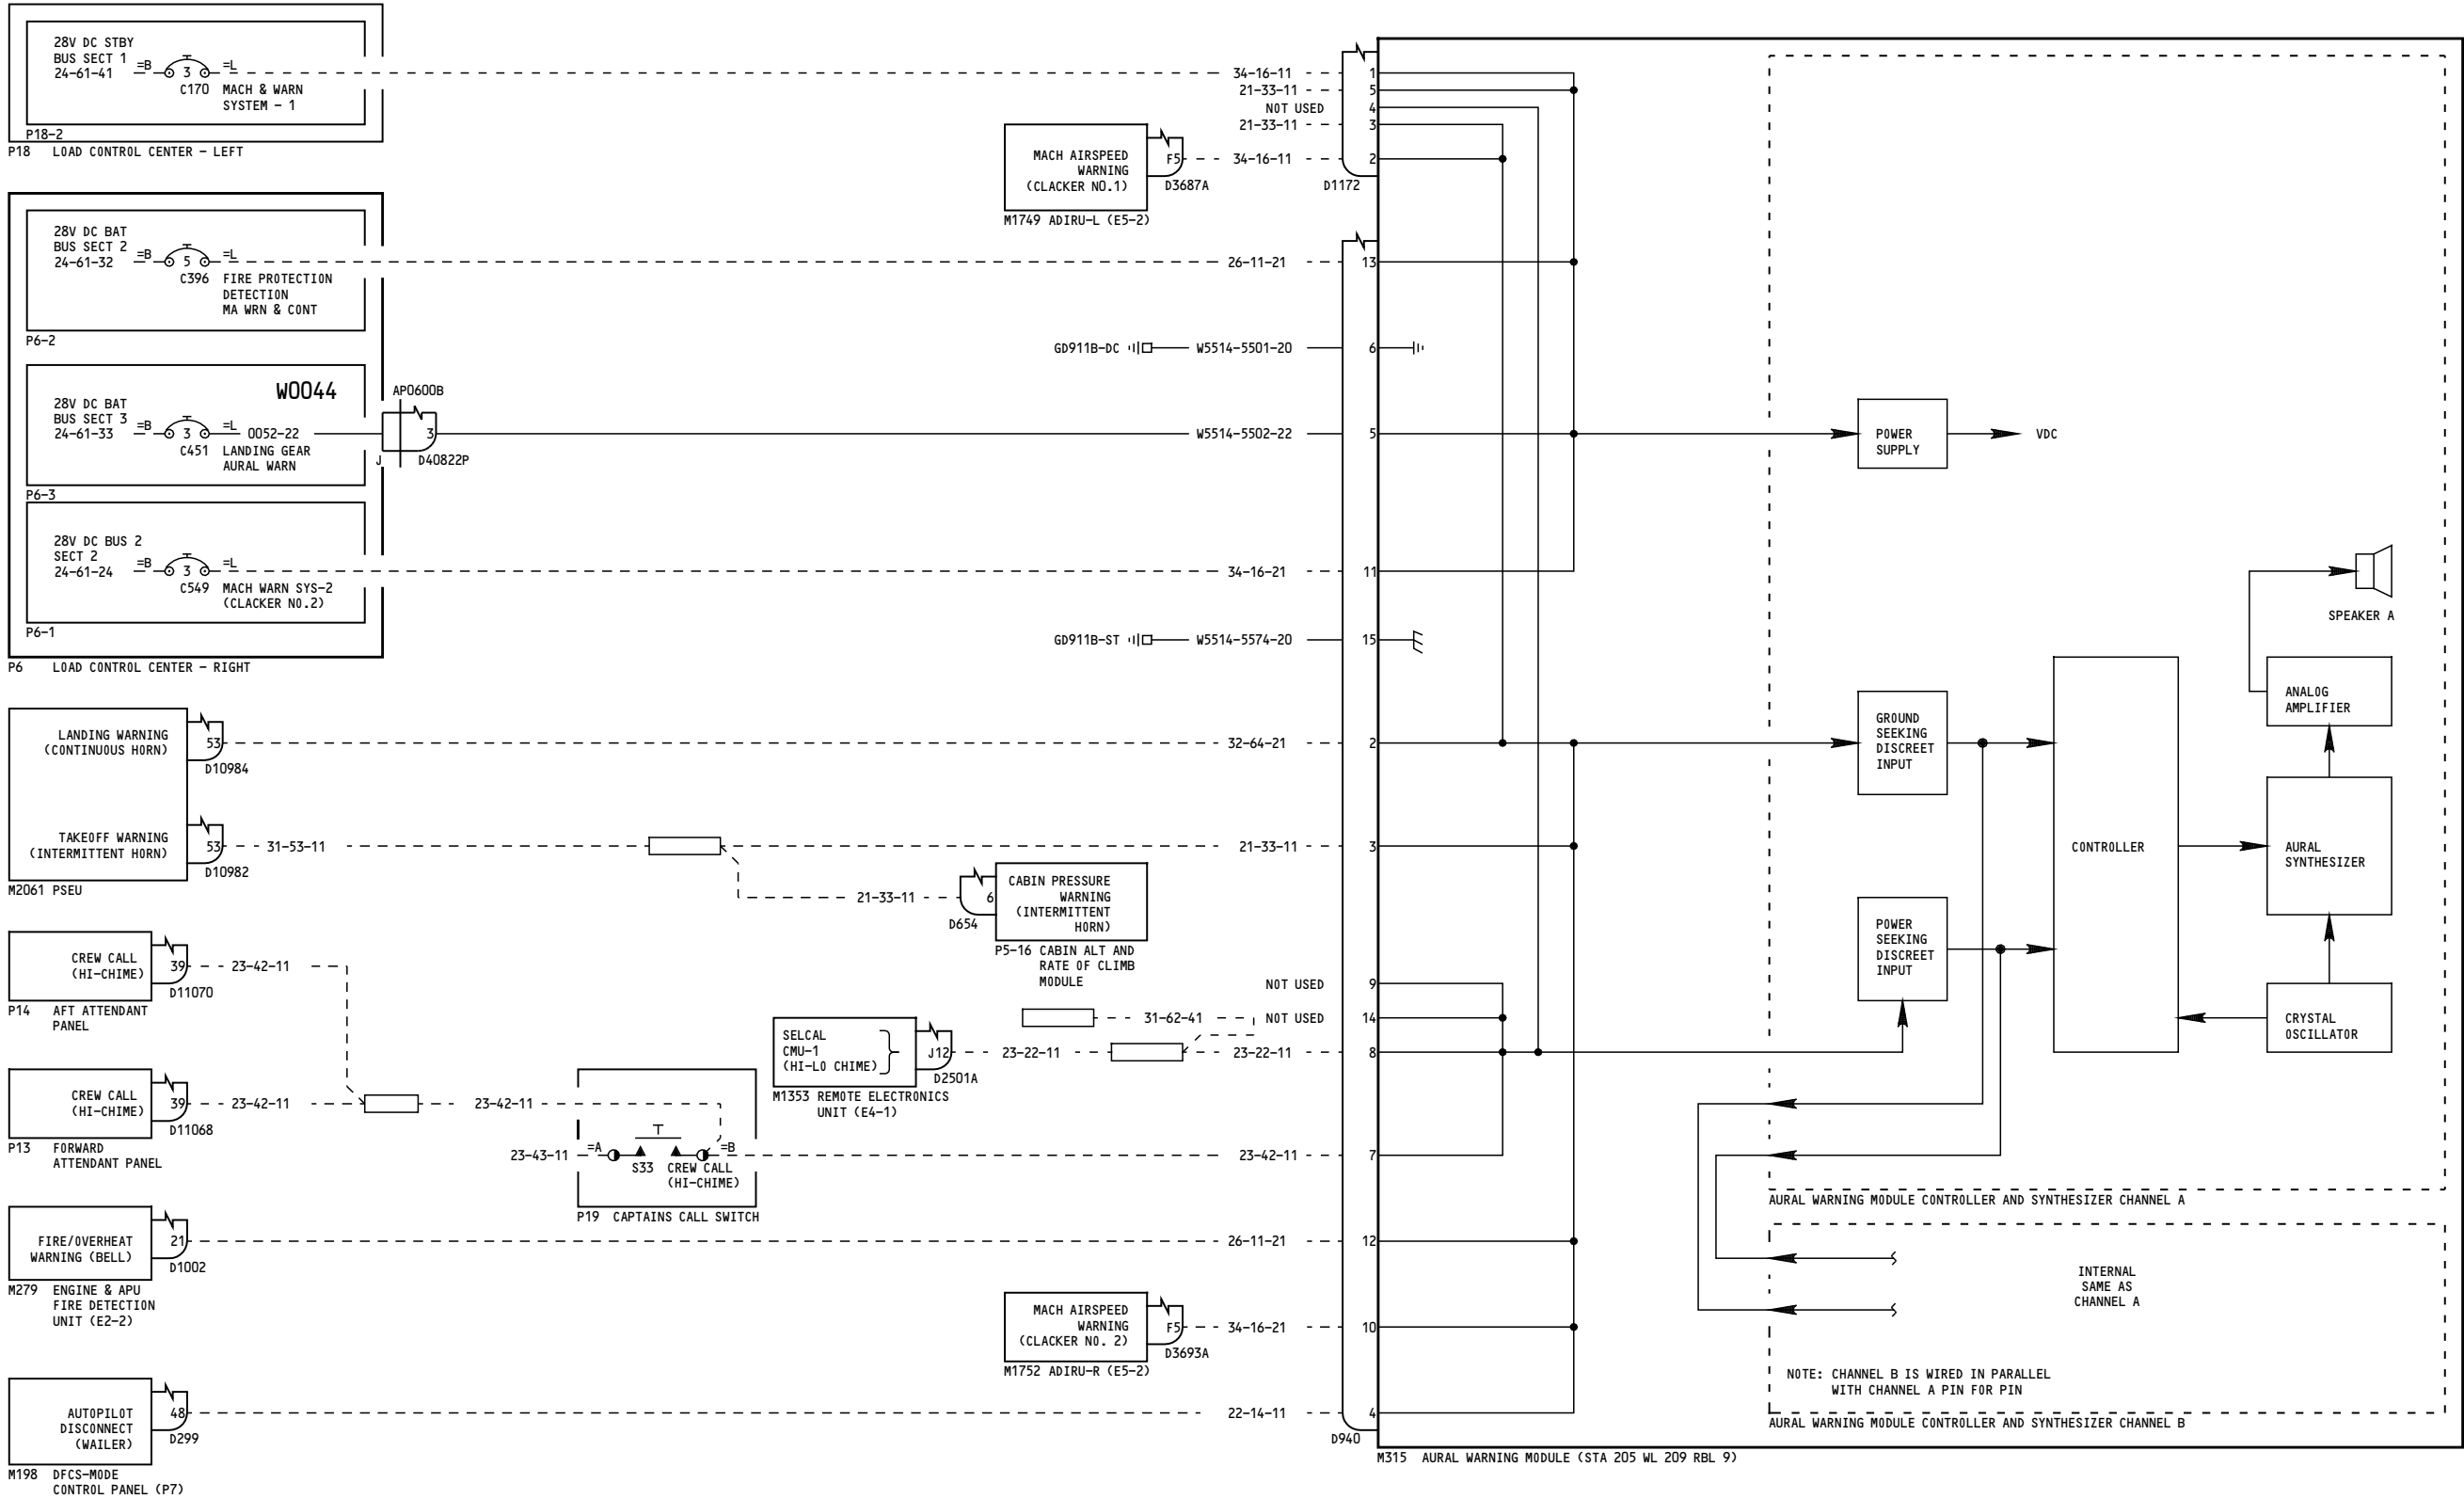 28V DC STBY
BUS SECT 1
24-61-41
=B
3
=L
C170
MACH & WARN
SYSTEM - 1
P18-2
P18 LOAD CONTROL CENTER - LEFT
28V DC BAT
BUS SECT 2
24-61-32
=B
5
=L
C396
FIRE PROTECTION
DETECTION
MA WRN & CONT
P6-2
W0044
28V DC BAT
BUS SECT 3
24-61-33
=B
3
=L
0052-22
C451
LANDING GEAR
AURAL WARN
P6-3
AP0600B
3
J
D40822P
28V DC BUS 2
SECT 2
24-61-24
=B
3
=L
C549
MACH WARN SYS-2
(CLACKER NO.2)
P6-1
P6 LOAD CONTROL CENTER - RIGHT
LANDING WARNING
(CONTINUOUS HORN)
53
D10984
TAKEOFF WARNING
(INTERMITTENT HORN)
53
31-53-11
D10982
M2061 PSEU
CREW CALL
(HI-CHIME)
39
23-42-11
D11070
P14 AFT ATTENDANT
PANEL
CREW CALL
(HI-CHIME)
39
23-42-11
D11068
P13 FORWARD
ATTENDANT PANEL
23-42-11
23-43-11
=A
=B
S33
CREW CALL
(HI-CHIME)
P19 CAPTAINS CALL SWITCH
FIRE/OVERHEAT
WARNING (BELL)
21
D1002
M279 ENGINE & APU
FIRE DETECTION
UNIT (E2-2)
AUTOPILOT
DISCONNECT
(WAILER)
48
D299
M198 DFCS-MODE
CONTROL PANEL (P7)
MACH AIRSPEED
WARNING
(CLACKER NO.1)
F5
D3687A
M1749 ADIRU-L (E5-2)
34-16-11
1
21-33-11
5
NOT USED
4
21-33-11
3
34-16-11
2
D1172
26-11-21
13
GD911B-DC
W5514-5501-20
6
W5514-5502-22
5
34-16-21
11
GD911B-ST
W5514-5574-20
15
32-64-21
2
21-33-11
3
21-33-11
6
D654
CABIN PRESSURE
WARNING
(INTERMITTENT
HORN)
P5-16 CABIN ALT AND
RATE OF CLIMB
MODULE
NOT USED
9
31-62-41
NOT USED
14
SELCAL
CMU-1
(HI-LO CHIME)
J12
D2501A
23-22-11
23-22-11
8
M1353 REMOTE ELECTRONICS
UNIT (E4-1)
23-42-11
7
26-11-21
12
MACH AIRSPEED
WARNING
(CLACKER NO. 2)
F5
D3693A
M1752 ADIRU-R (E5-2)
34-16-21
10
22-14-11
4
D940
POWER
SUPPLY
VDC
SPEAKER A
GROUND
SEEKING
DISCREET
INPUT
ANALOG
AMPLIFIER
CONTROLLER
AURAL
SYNTHESIZER
POWER
SEEKING
DISCREET
INPUT
CRYSTAL
OSCILLATOR
AURAL WARNING MODULE CONTROLLER AND SYNTHESIZER CHANNEL A
INTERNAL
SAME AS
CHANNEL A
NOTE: CHANNEL B IS WIRED IN PARALLEL
WITH CHANNEL A PIN FOR PIN
AURAL WARNING MODULE CONTROLLER AND SYNTHESIZER CHANNEL B
M315 AURAL WARNING MODULE (STA 205 WL 209 RBL 9)